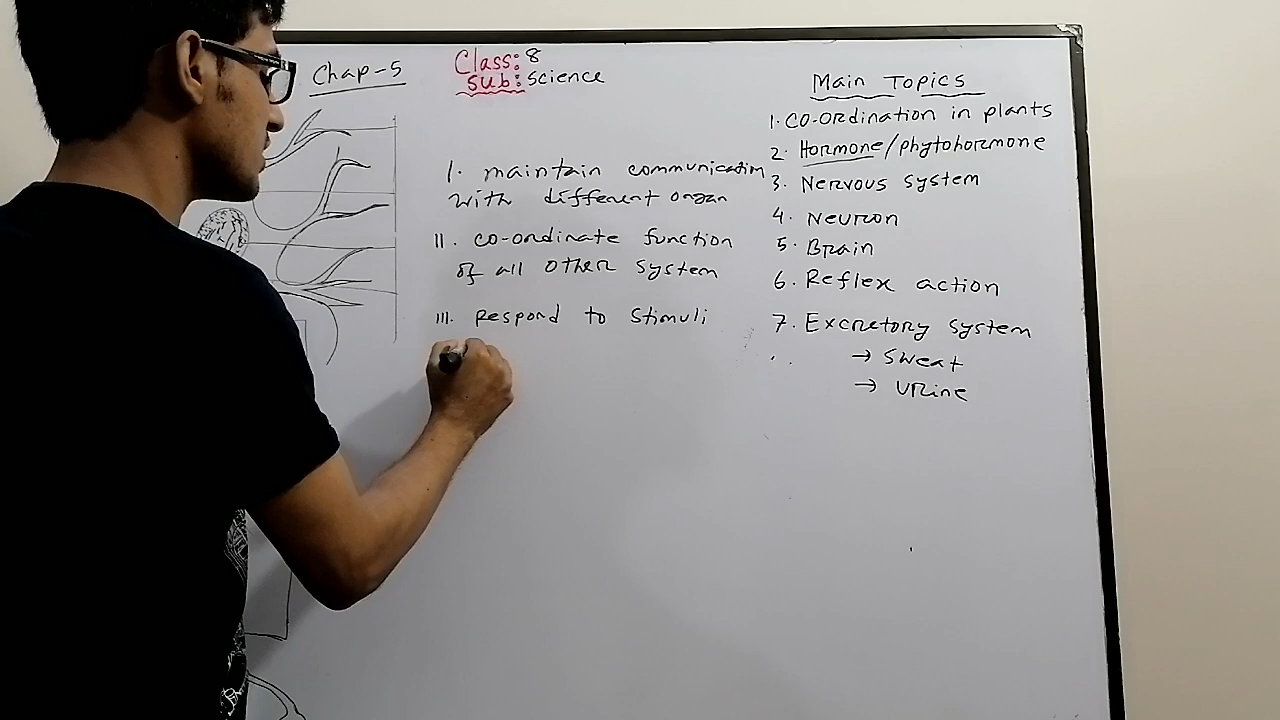 Chap-5
Class: 8
Sub: Science
I. maintain communication
with different organ
II. co-ordinate function
of all other system
III. Respond to stimuli
Main Topics
1. CO-ordination in plants
2. Hormone/phytohormone
3. Nervous system
4. Neuron
5. Brain
6. Reflex action
7. Excretory system
→ Sweat
→ Urine